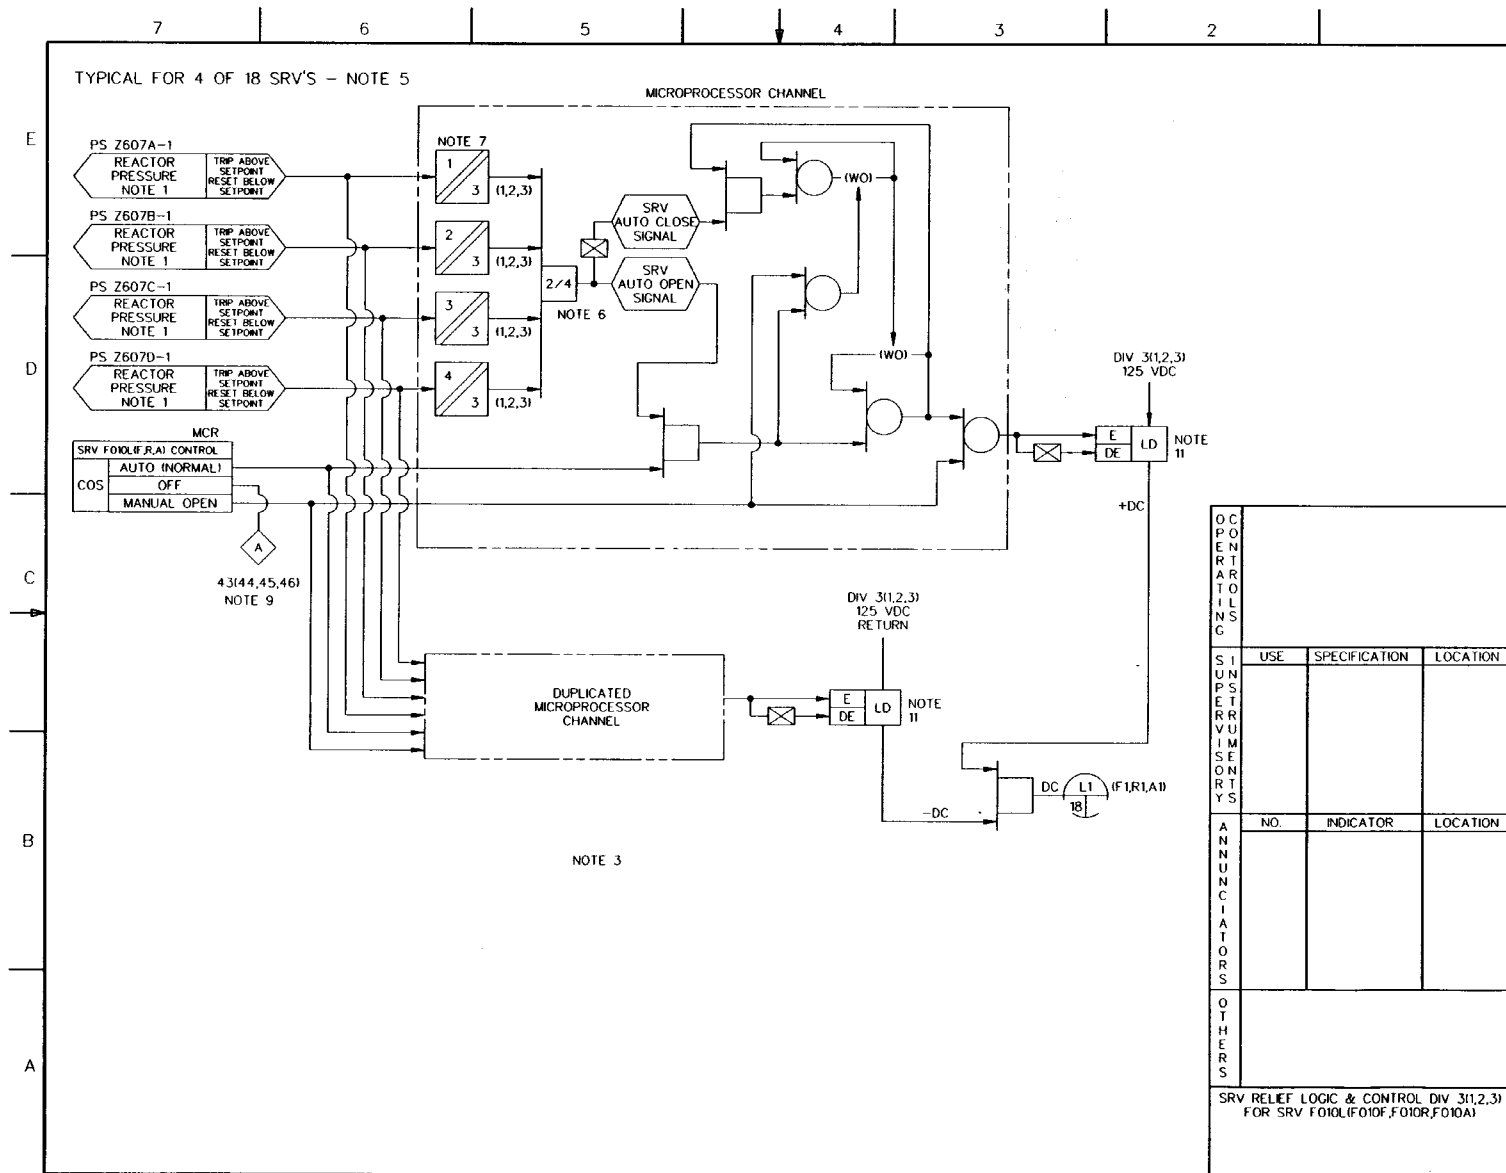 7 6 5 4 3 2
TYPICAL FOR 4 OF 18 SRV'S - NOTE 5
MICROPROCESSOR CHANNEL
E
D
C
B
A
PS Z607A-1
REACTOR
PRESSURE
NOTE 1
TRIP ABOVE
SETPOINT
RESET BELOW
SETPOINT
PS Z607B-1
REACTOR
PRESSURE
NOTE 1
TRIP ABOVE
SETPOINT
RESET BELOW
SETPOINT
PS Z607C-1
REACTOR
PRESSURE
NOTE 1
TRIP ABOVE
SETPOINT
RESET BELOW
SETPOINT
PS Z607D-1
REACTOR
PRESSURE
NOTE 1
TRIP ABOVE
SETPOINT
RESET BELOW
SETPOINT
MCR
SRV F010L(F,R,A) CONTROL
COS
AUTO (NORMAL)
OFF
MANUAL OPEN
A
43(44,45,46)
NOTE 9
NOTE 7
1
3
(1,2,3)
2
3
(1,2,3)
3
3
(1,2,3)
4
3
(1,2,3)
2/4
NOTE 6
SRV
AUTO CLOSE
SIGNAL
SRV
AUTO OPEN
SIGNAL
(WO)
(WO)
DIV 3(1,2,3)
125 VDC
E
DE
LD
NOTE
11
+DC
DIV 3(1,2,3)
125 VDC
RETURN
DUPLICATED
MICROPROCESSOR
CHANNEL
E
DE
LD
NOTE
11
-DC
DC
L1
18
(F1,R1,A1)
NOTE 3
OPERATING
CONTROLS
SUPERVISORY
INSTRUMENTS
USE SPECIFICATION LOCATION
ANNUNCIATORS
NO. INDICATOR LOCATION
OTHERS
SRV RELIEF LOGIC & CONTROL DIV 3(1,2,3)
FOR SRV F010L(F010F,F010R,F010A)